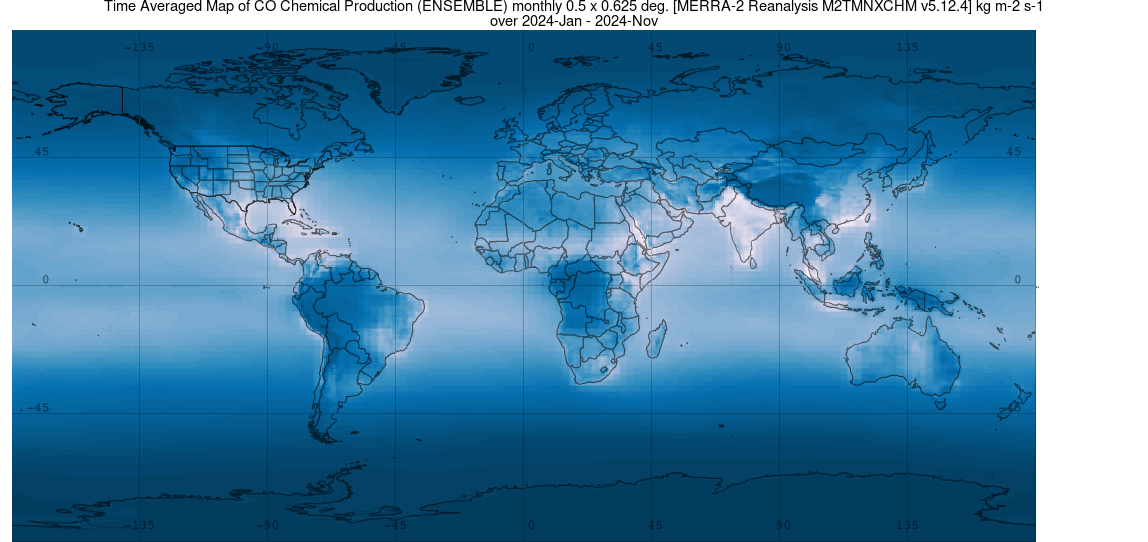 Time Averaged Map of CO Chemical Production (ENSEMBLE) monthly 0.5 x 0.625 deg. [MERRA-2 Reanalysis M2TMNXCHM v5.12.4] kg m-2 s-1
over 2024-Jan - 2024-Nov
-135 -90 -45 0 45 90 135
45 45
0 0
-45 -45
-135 -90 -45 0 45 90 135